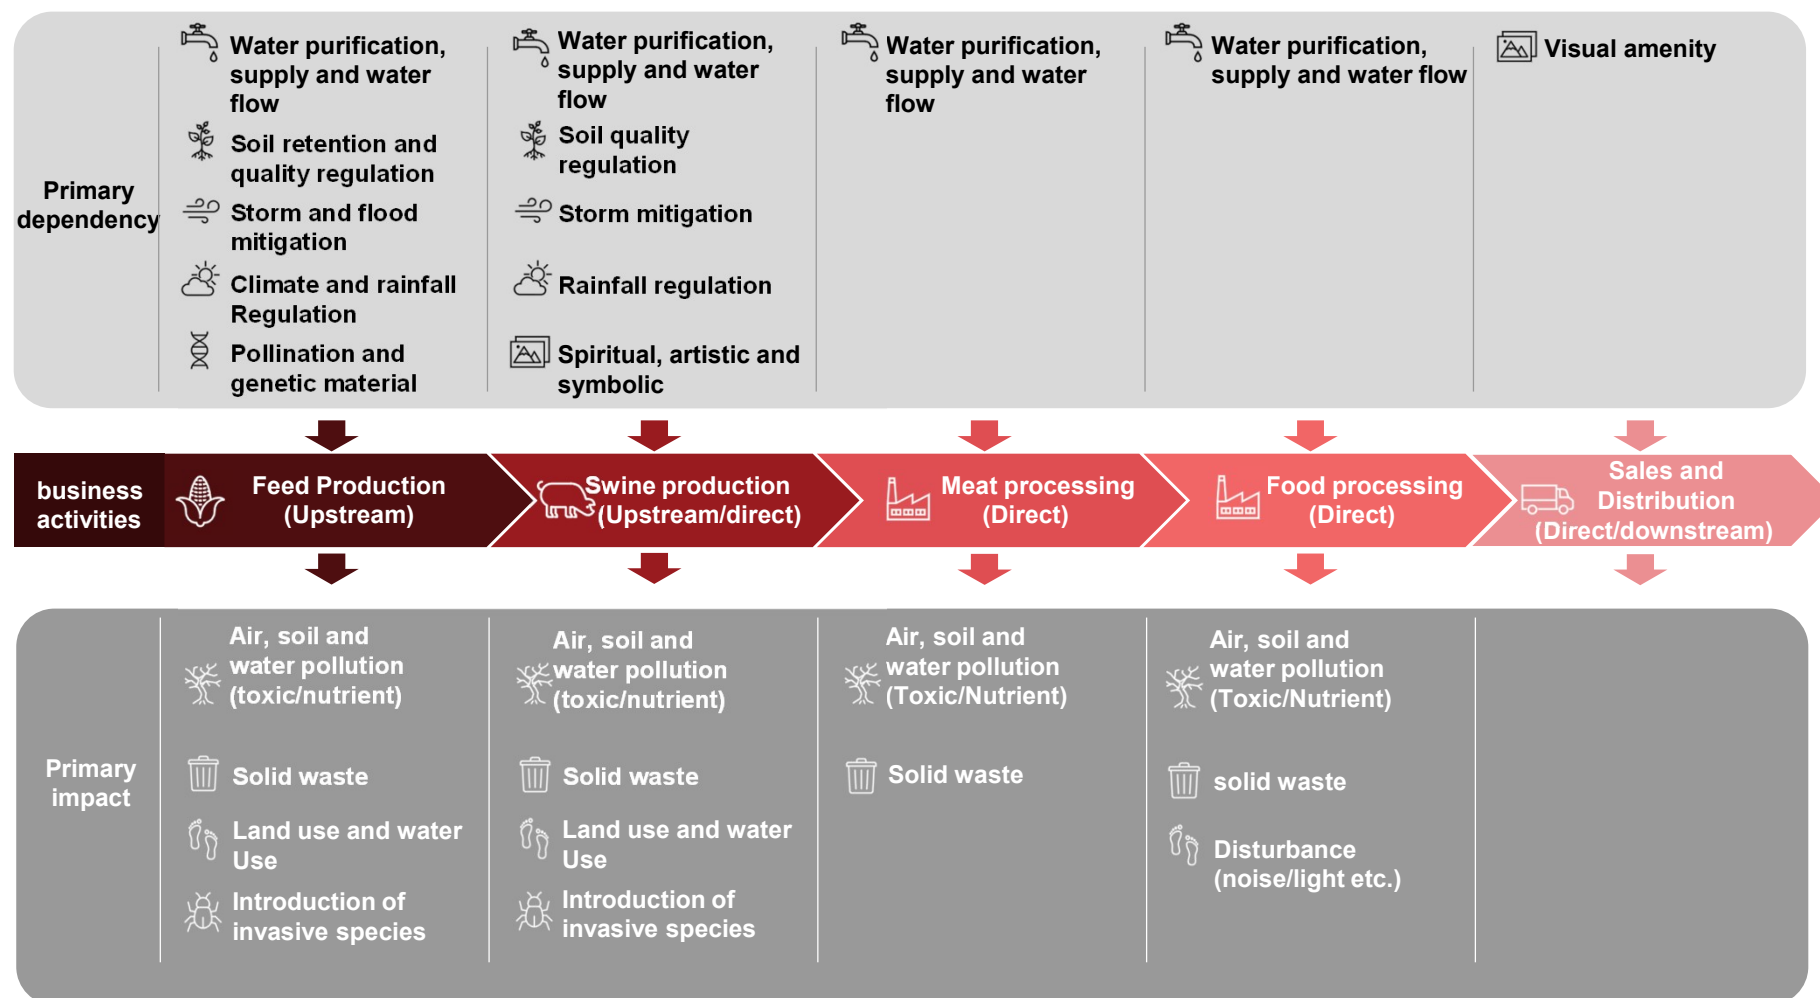 Primary
dependency
Water purification,
supply and water
flow
Soil retention and
quality regulation
Storm and flood
mitigation
Climate and rainfall
Regulation
Pollination and
genetic material
Water purification,
supply and water
flow
Soil quality
regulation
Storm mitigation
Rainfall regulation
Spiritual, artistic and
symbolic
Water purification,
supply and water
flow
Water purification,
supply and water flow
Visual amenity
business
activities
Feed Production
(Upstream)
Swine production
(Upstream/direct)
Meat processing
(Direct)
Food processing
(Direct)
Sales and
Distribution
(Direct/downstream)
Primary
impact
Air, soil and
water pollution
(toxic/nutrient)
Solid waste
Land use and water
Use
Introduction of
invasive species
Air, soil and
water pollution
(toxic/nutrient)
Solid waste
Land use and water
Use
Introduction of
invasive species
Air, soil and
water pollution
(Toxic/Nutrient)
Solid waste
Air, soil and
water pollution
(Toxic/Nutrient)
solid waste
Disturbance
(noise/light etc.)